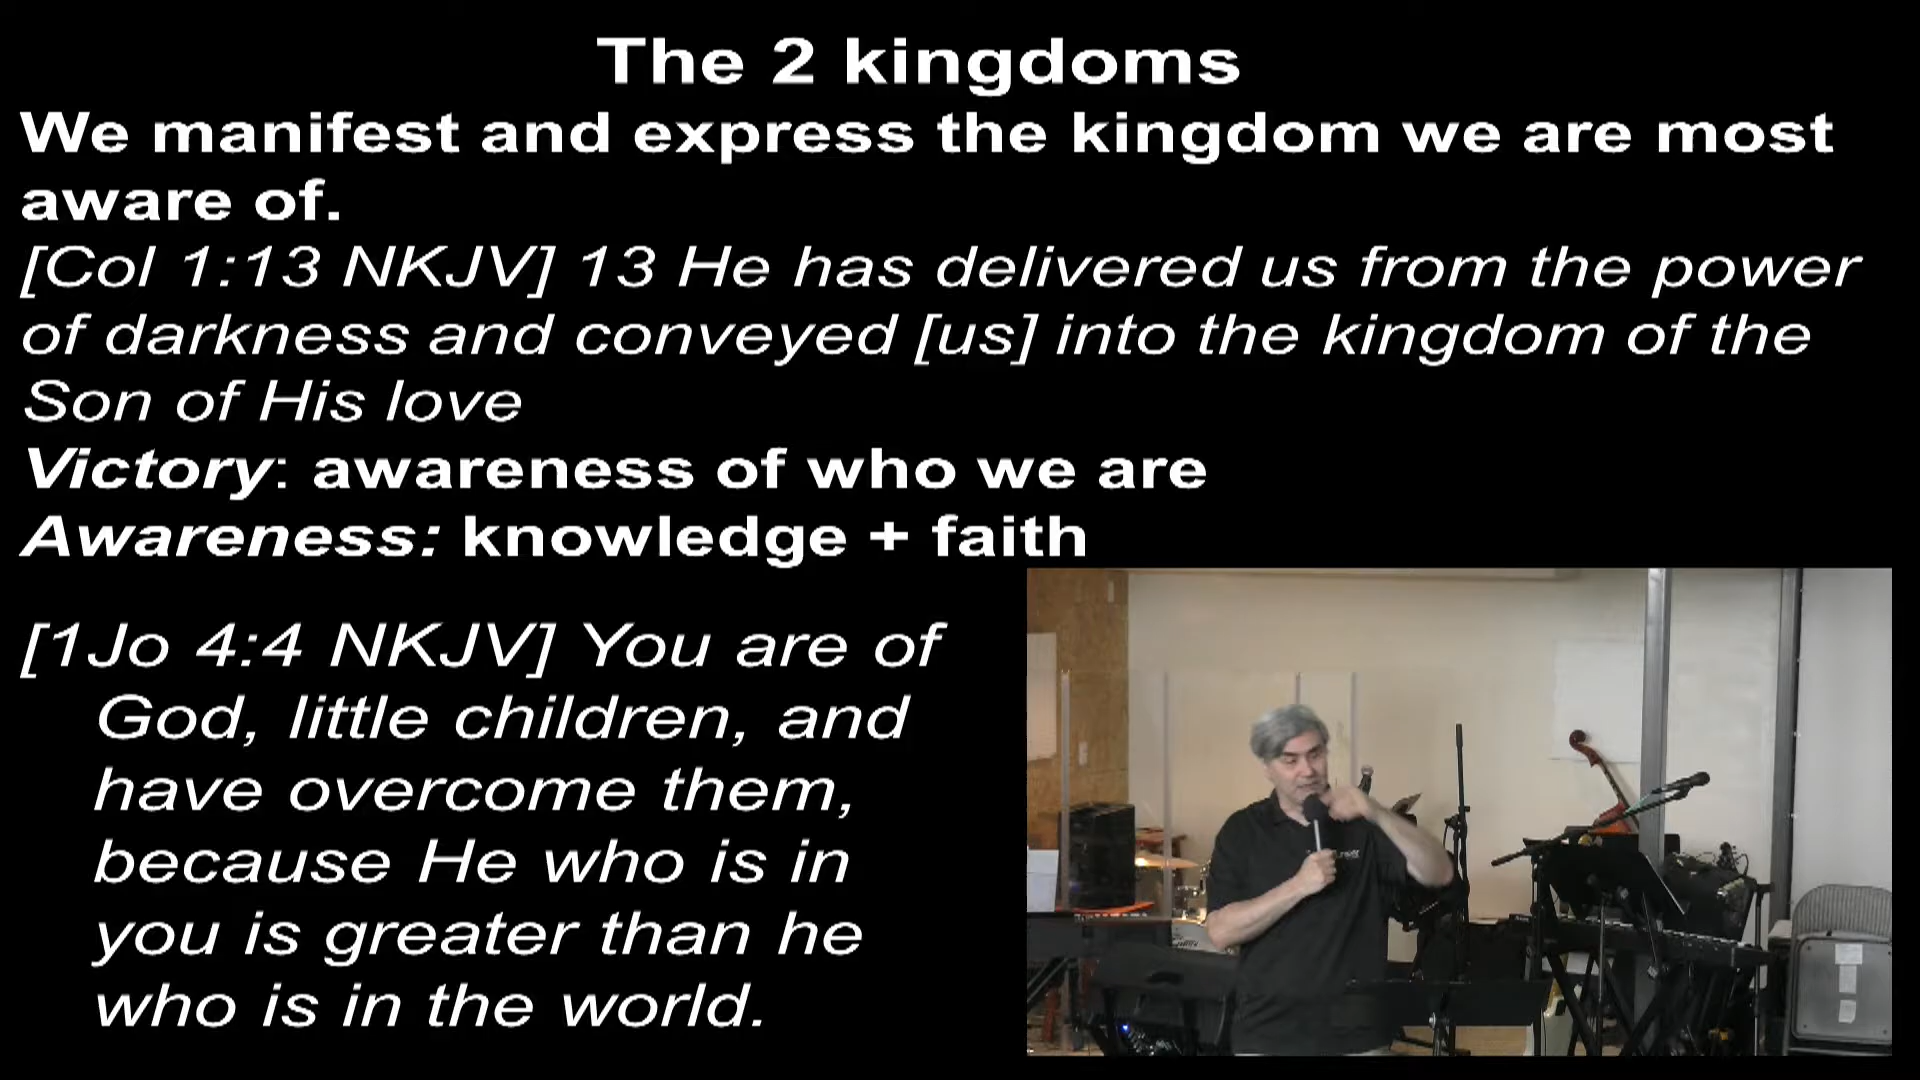 The 2 kingdoms
We manifest and express the kingdom we are most
aware of.
[Col 1:13 NKJV] 13 He has delivered us from the power
of darkness and conveyed [us] into the kingdom of the
Son of His love
Victory: awareness of who we are
Awareness: knowledge + faith
[1Jo 4:4 NKJV] You are of
God, little children, and
have overcome them,
because He who is in
you is greater than he
who is in the world.